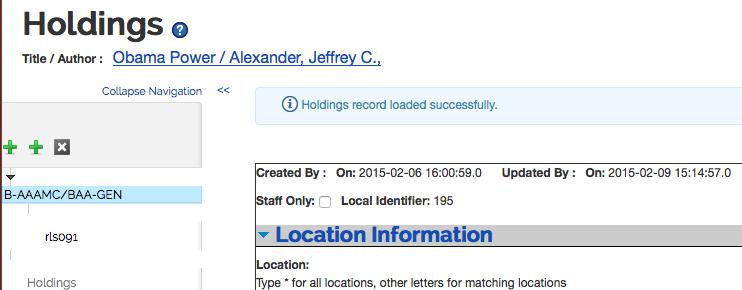 Holdings ?
Title / Author : Obama Power / Alexander, Jeffrey C.,
Collapse Navigation <<
Holdings record loaded successfully.
Created By : On: 2015-02-06 16:00:59.0 Updated By : On: 2015-02-09 15:14:57.0
B-AAAMC/BAA-GEN
Staff Only: Local Identifier: 195
rls091
Location Information
Location:
Holdings
Type * for all locations, other letters for matching locations